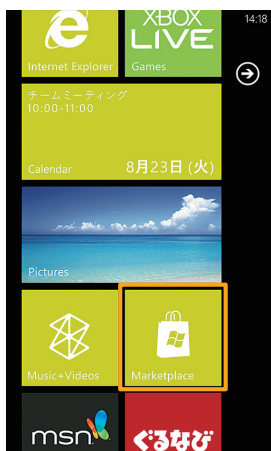 14:18
XBOX
LIVE
Internet Explorer
Games
チームミーティング
10:00-11:00
Calendar
8月23日 (火)
Pictures
Music+Videos
Marketplace
msn
ぐるなび